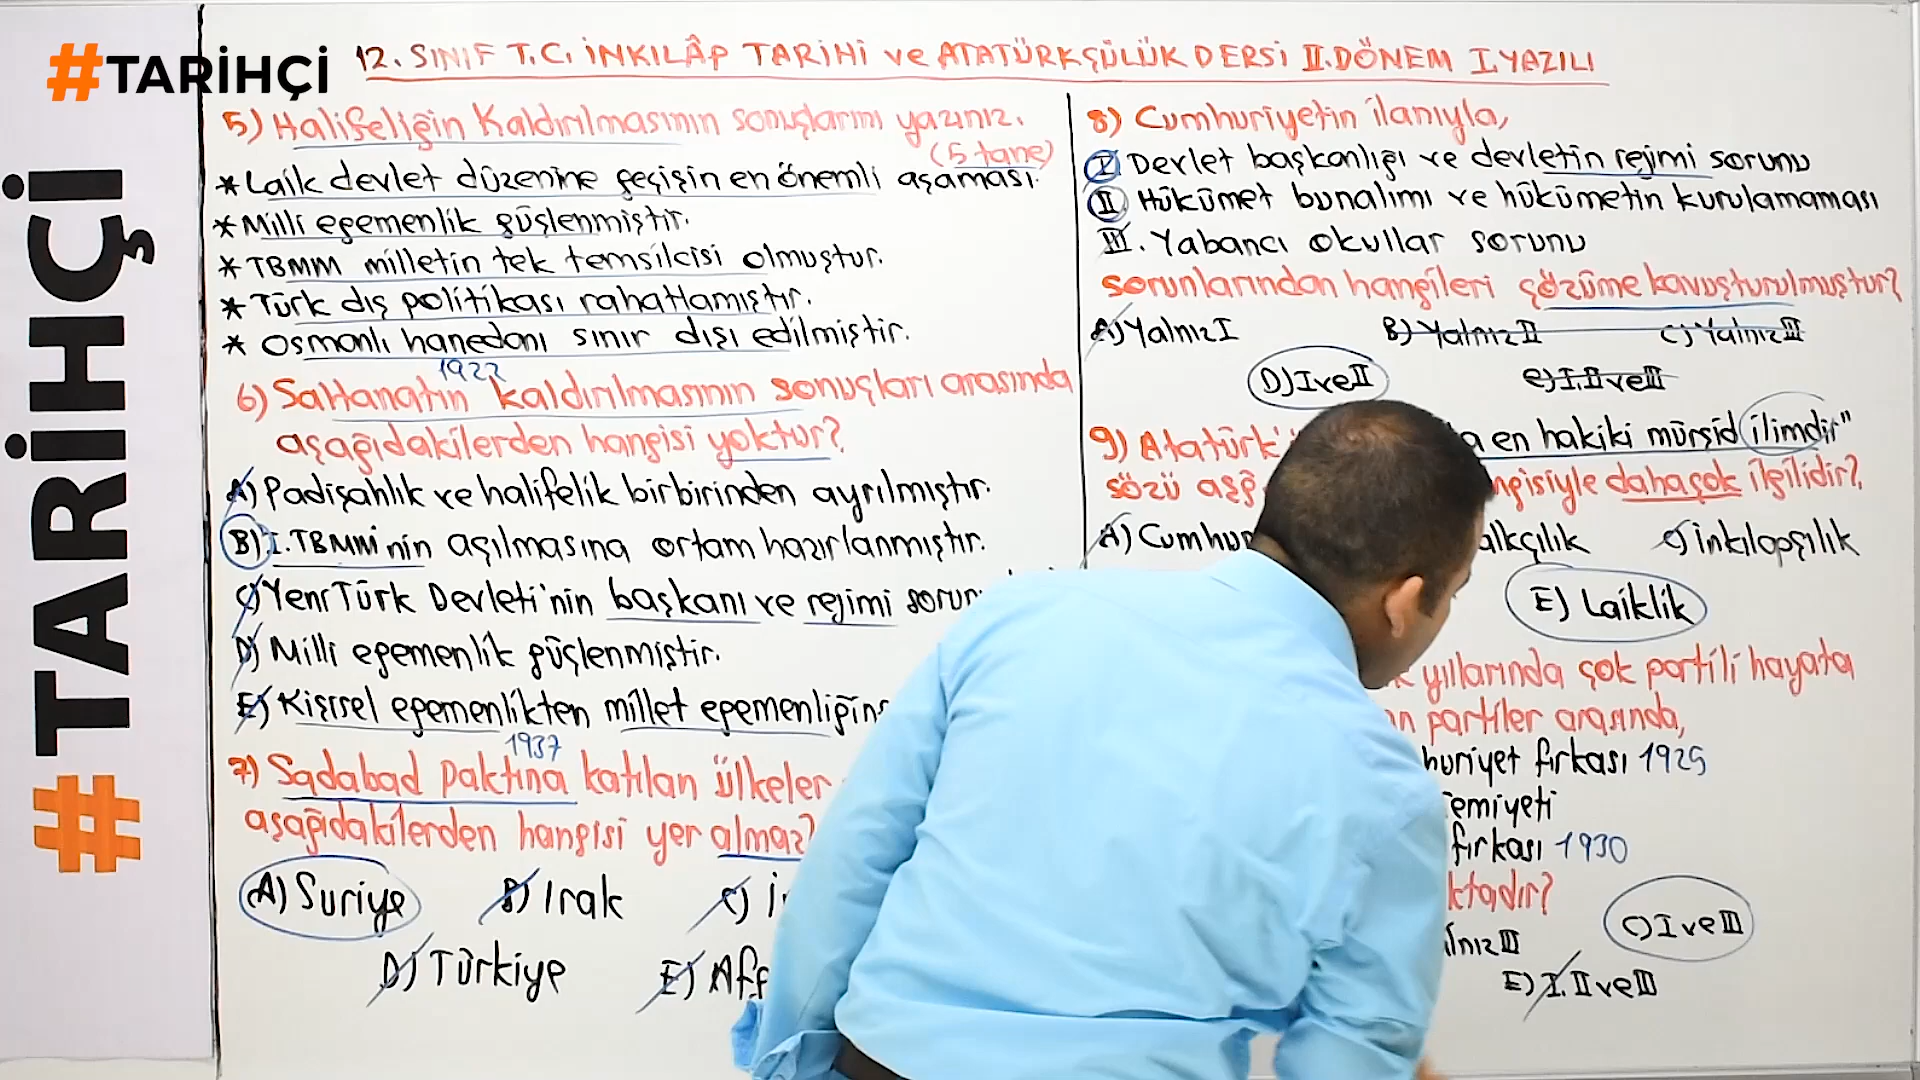 #TARİHÇİ
#TARİHÇİ
12. SINIF T.C. İNKILÂP TARİHİ ve ATATÜRKÇÜLÜK DERSİ II. DÖNEM I. YAZILI
5) Halifeliğin Kaldırılmasının sonuçlarını yazınız.
(5 tane)
* Laik devlet düzenine geçişin en önemli aşaması.
* Milli egemenlik güçlenmiştir.
* TBMM milletin tek temsilcisi olmuştur.
* Türk dış politikası rahatlamıştır.
* Osmanlı hanedanı sınır dışı edilmiştir.
1922
6) Saltanatın kaldırılmasının sonuçları arasında
aşağıdakilerden hangisi yoktur?
A) Padişahlık ve halifelik birbirinden ayrılmıştır.
B) I. TBMM'nin açılmasına ortam hazırlanmıştır.
C) Yeni Türk Devleti'nin başkanı ve rejimi
D) Milli egemenlik güçlenmiştir.
E) Kişisel egemenlikten millet
1937
7) Sadabad Paktına katılan ülkeler
aşağıdakilerden hangisi yer almaz?
A) Suriye
B) Irak
C)
D) Türkiye
E)
8) Cumhuriyetin ilanıyla,
I. Devlet başkanlığı ve devletin rejimi sorunu
II. Hükümet bunalımı ve hükümetin kurulamaması
III. Yabancı okullar sorunu
sorunlarından hangileri çözüme kavuşturulmuştur?
A) Yalnız I
B) Yalnız II
C) Yalnız III
D) I ve II
E) I. II ve III
9) en hakiki mürşid ilimdir"
sözü daha çok ilgilidir?
A)
C) İnkılapçılık
E) Laiklik
yıllarında çok partili hayata
partiler arasında,
fırkası 1925
fırkası 1930
C) I ve III
E) I. II ve III